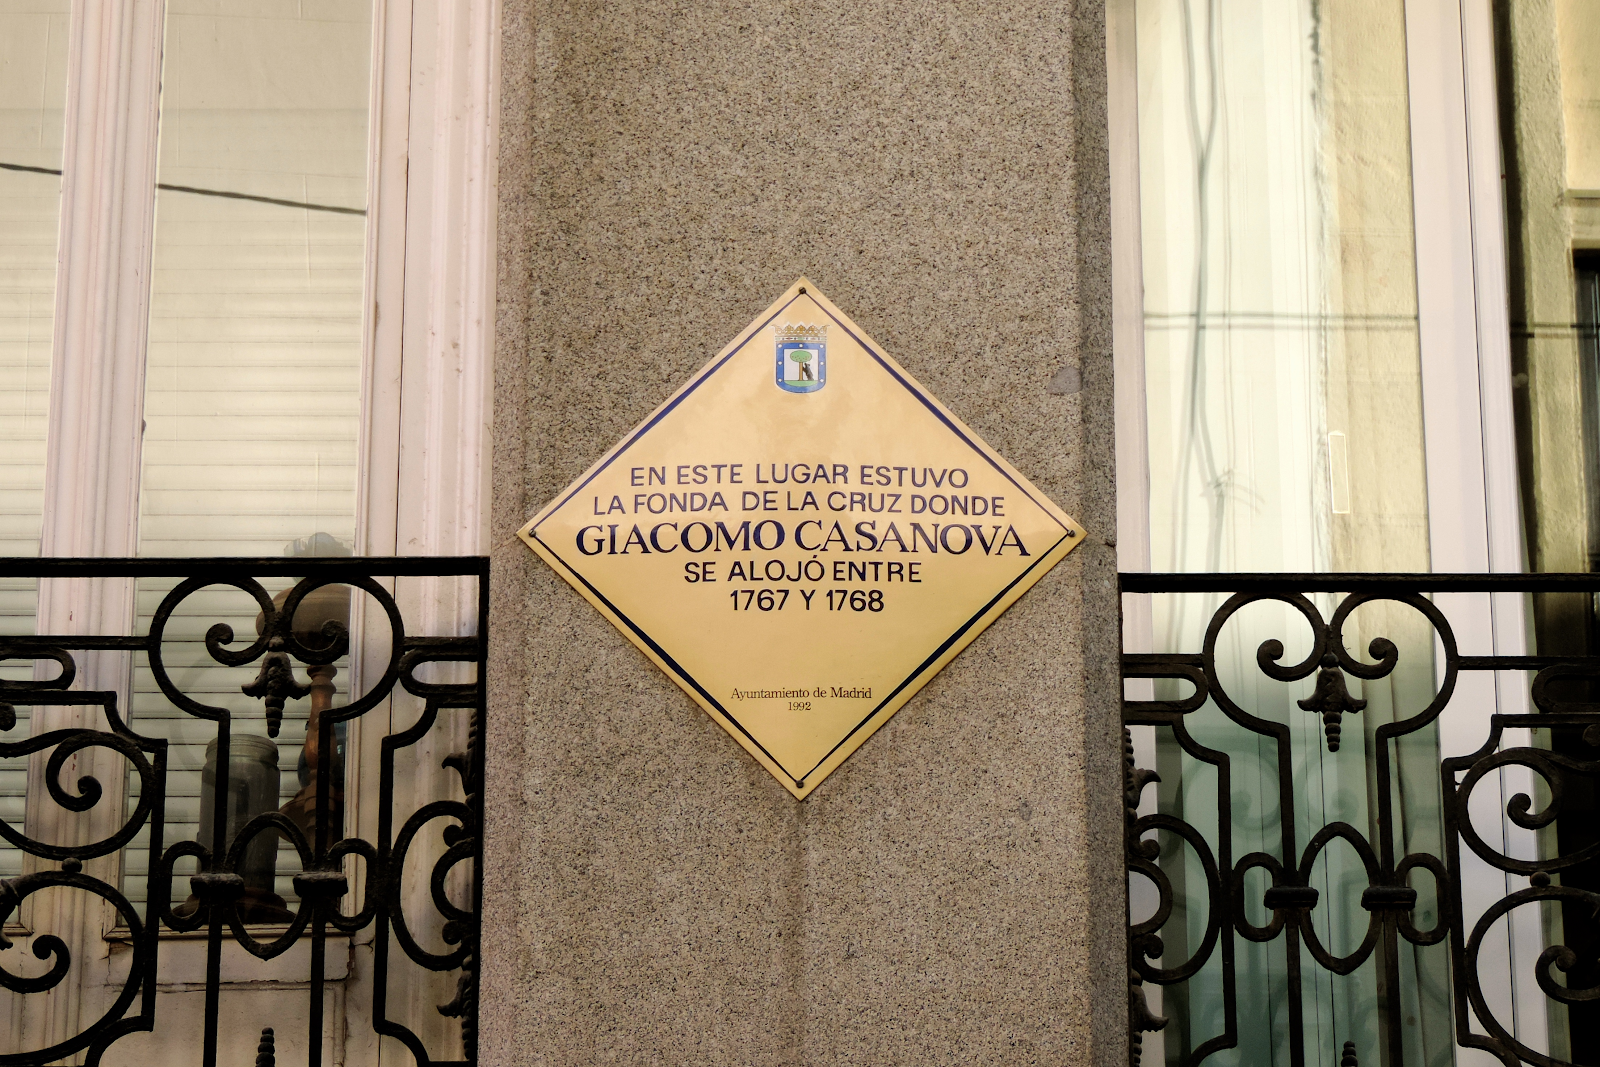 EN ESTE LUGAR ESTUVO
LA FONDA DE LA CRUZ DONDE
GIACOMO CASANOVA
SE ALOJÓ ENTRE
1767 Y 1768
Ayuntamiento de Madrid
1992